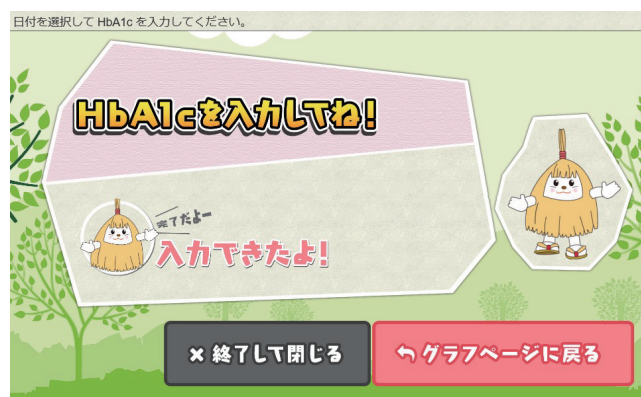 日付を選択して HbA1c を入力してください。
HbA1cを入力してね!
完了だよー
入力できたよ!
× 終了して閉じる
グラフページに戻る